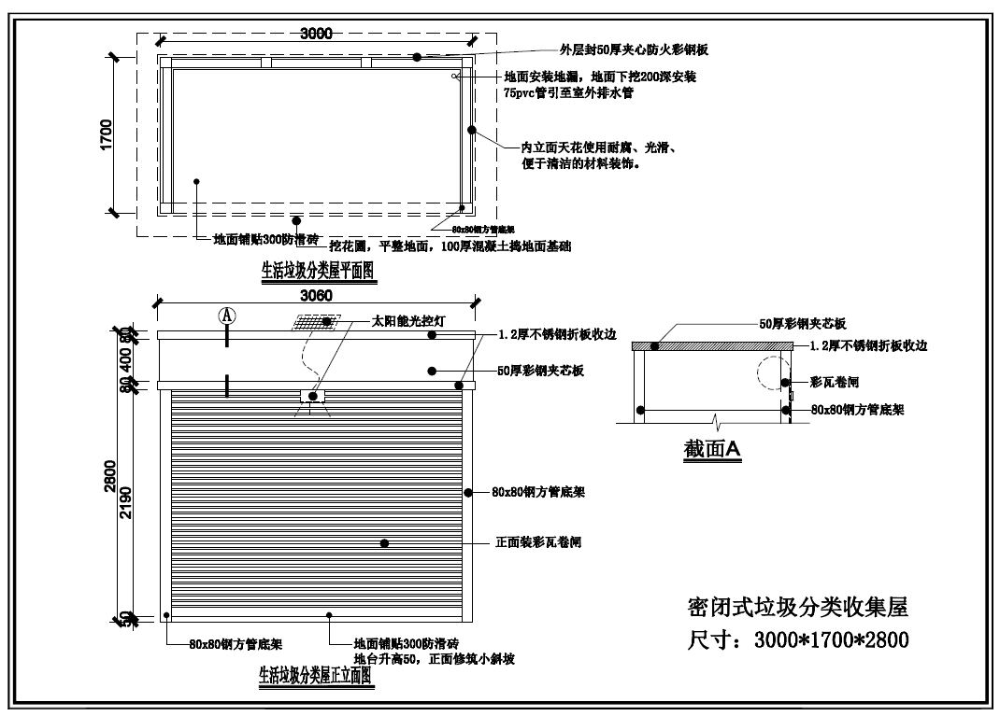 3000
外层封50厚夹心防火彩钢板
地面安装地漏，地面下挖200深安装
75pvc管引至室外排水管
1700
内立面天花使用耐腐、光滑、
便于清洁的材料装饰。
80x80钢方管底架
地面铺贴300防滑砖
挖花圃，平整地面，100厚混凝土捣地面基础
生活垃圾分类屋平面图
3060
A
太阳能光控灯
80
400
80
1.2厚不锈钢折板收边
50厚彩钢夹芯板
50厚彩钢夹芯板
1.2厚不锈钢折板收边
彩瓦卷闸
80x80钢方管底架
截面A
2800
2190
80x80钢方管底架
正面装彩瓦卷闸
50
80x80钢方管底架
地面铺贴300防滑砖
地台升高50，正面修筑小斜坡
生活垃圾分类屋正立面图
密闭式垃圾分类收集屋
尺寸：3000*1700*2800